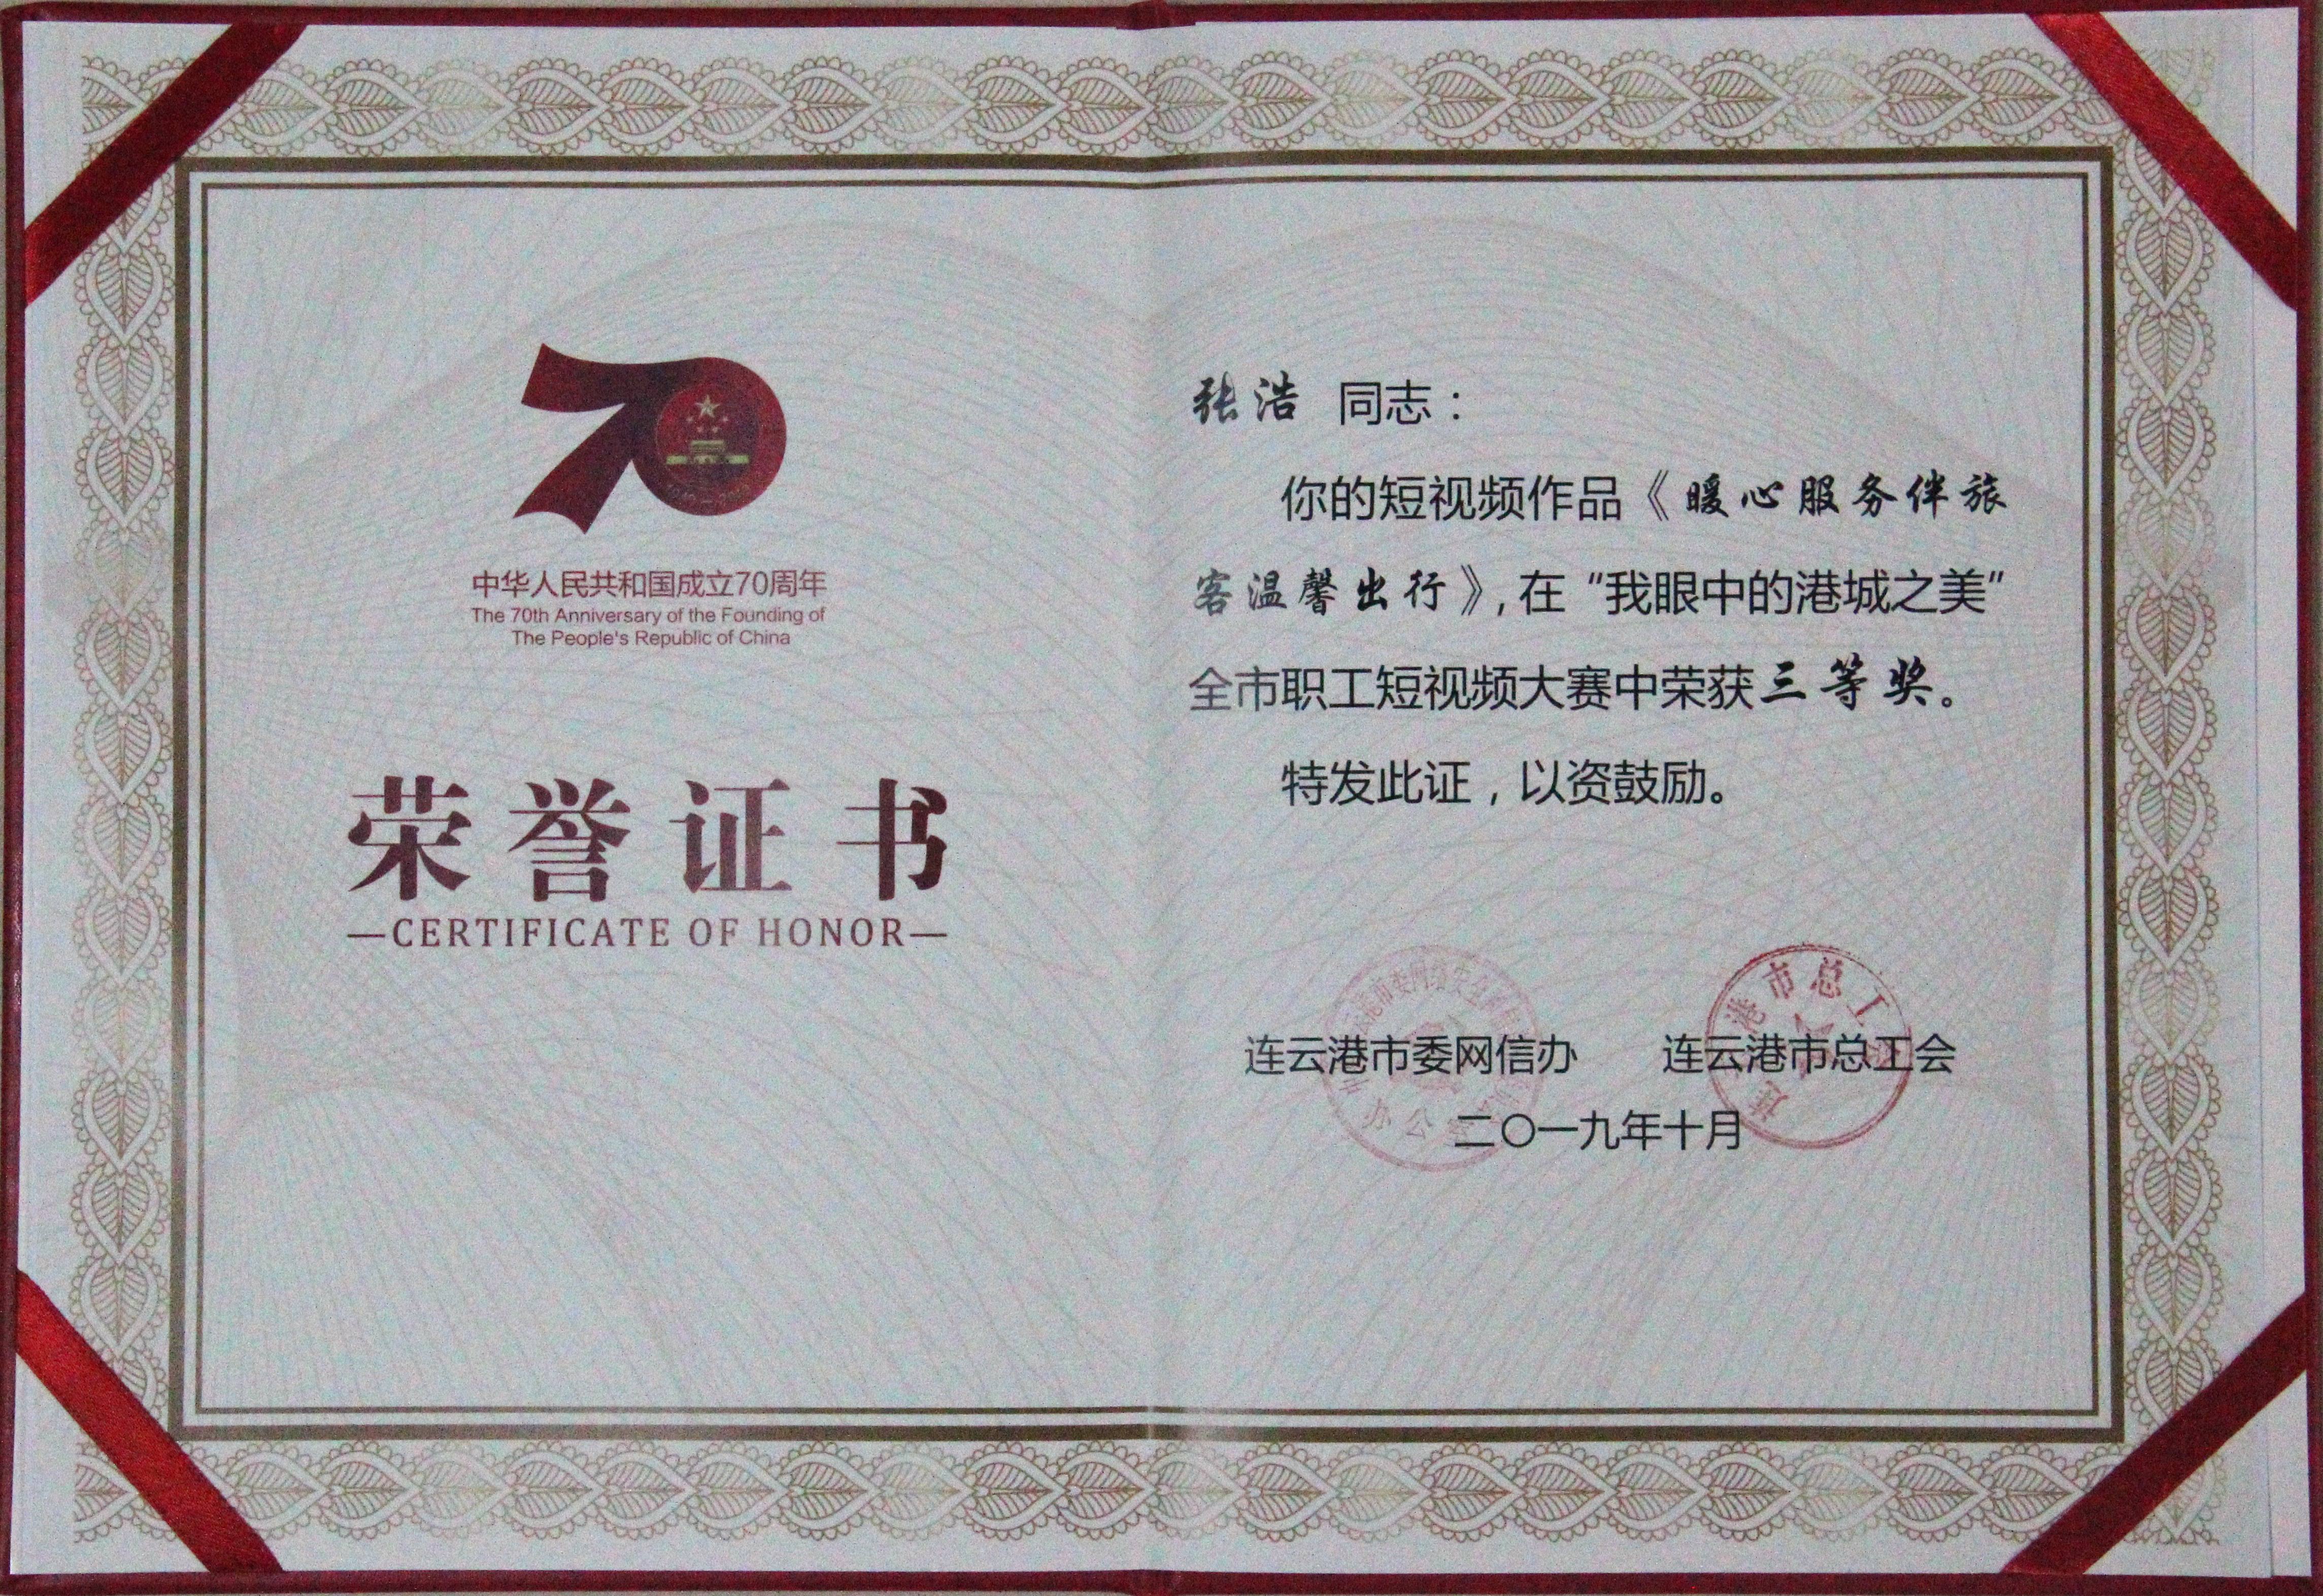 中华人民共和国成立70周年
The 70th Anniversary of the Founding of
The People's Republic of China
荣誉证书
—CERTIFICATE OF HONOR—
张浩 同志：
你的短视频作品《暖心服务伴旅
客温馨出行》，在“我眼中的港城之美”
全市职工短视频大赛中荣获三等奖。
特发此证，以资鼓励。
连云港市委网信办 连云港市总工会
二〇一九年十月